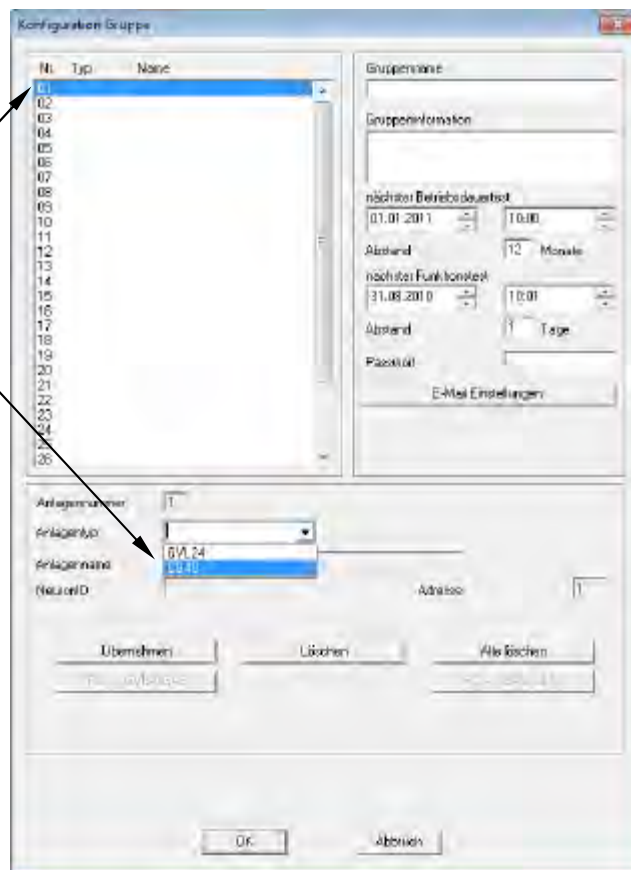 Konfiguration Gruppe
Nr. Typ Name
01
02
03
04
05
06
07
08
09
10
11
12
13
14
15
16
17
18
19
20
21
22
23
24
25
26
Gruppenname
Gruppeninformation
nächster Betriebsdauertest
01.01.2011 10:00
Abstand 12 Monate
nächster Funktionstest
31.08.2010 10:01
Abstand 1 Tage
Passwort
E-Mail Einstellungen
Anlagennummer 1
Anlagentyp
GVL24
Anlagenname
NeuronID Adresse 1
Übernehmen Löschen Alle löschen
OK Abbruch